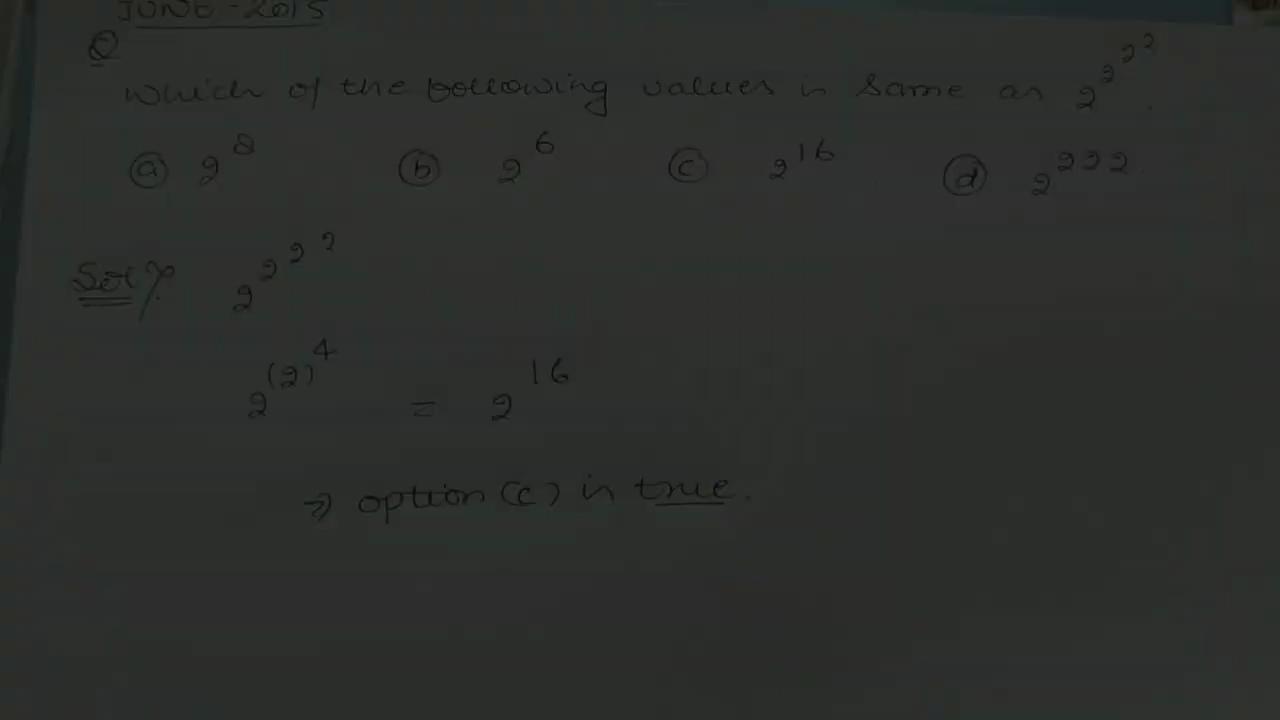 JUNE - 2015
Q
Which of the following values is same as 2^2^2^2.
(a) 2^8 (b) 2^6 (c) 2^16 (d) 2^222
Sol%. 2^2^2^2
2^(2)^4 = 2^16
⇒ option (c) is true.